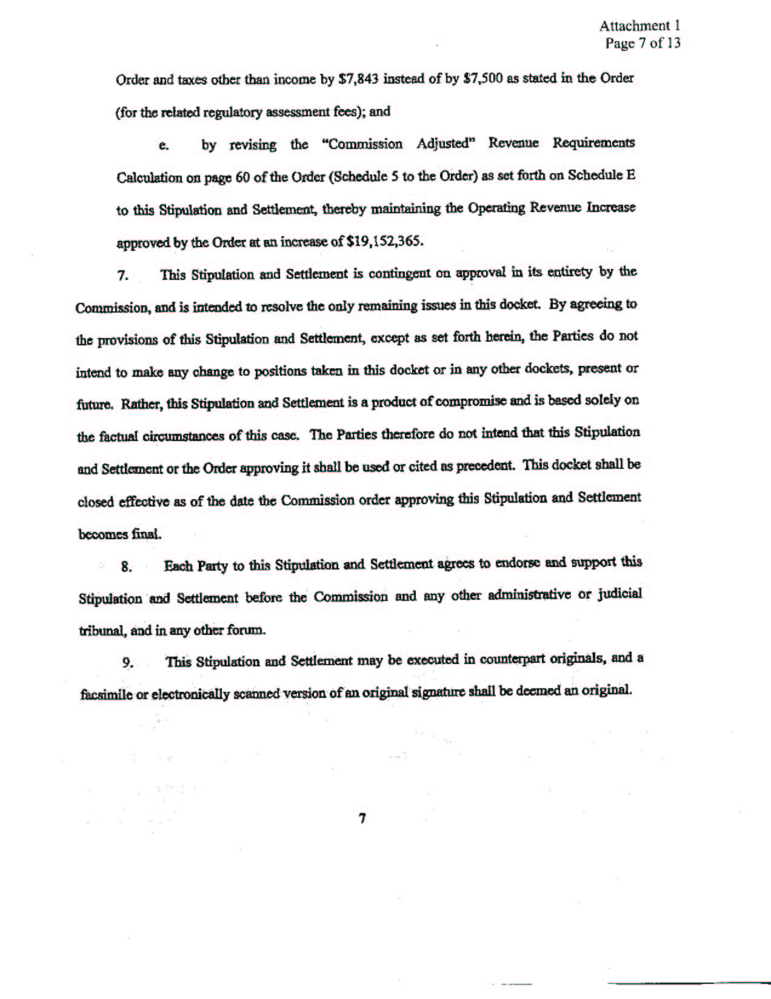 Attachment 1
Page 7 of 13
Order and taxes other than income by $7,843 instead of by $7,500 as stated in the Order
(for the related regulatory assessment fees); and
e. by revising the “Commission Adjusted” Revenue Requirements
Calculation on page 60 of the Order (Schedule 5 to the Order) as set forth on Schedule E
to this Stipulation and Settlement, thereby maintaining the Operating Revenue Increase
approved by the Order at an increase of $19,152,365.
7. This Stipulation and Settlement is contingent on approval in its entirety by the
Commission, and is intended to resolve the only remaining issues in this docket. By agreeing to
the provisions of this Stipulation and Settlement, except as set forth herein, the Parties do not
intend to make any change to positions taken in this docket or in any other dockets, present or
future. Rather, this Stipulation and Settlement is a product of compromise and is based solely on
the factual circumstances of this case. The Parties therefore do not intend that this Stipulation
and Settlement or the Order approving it shall be used or cited as precedent. This docket shall be
closed effective as of the date the Commission order approving this Stipulation and Settlement
becomes final.
8. Each Party to this Stipulation and Settlement agrees to endorse and support this
Stipulation and Settlement before the Commission and any other administrative or judicial
tribunal, and in any other forum.
9. This Stipulation and Settlement may be executed in counterpart originals, and a
facsimile or electronically scanned version of an original signature shall be deemed an original.
7